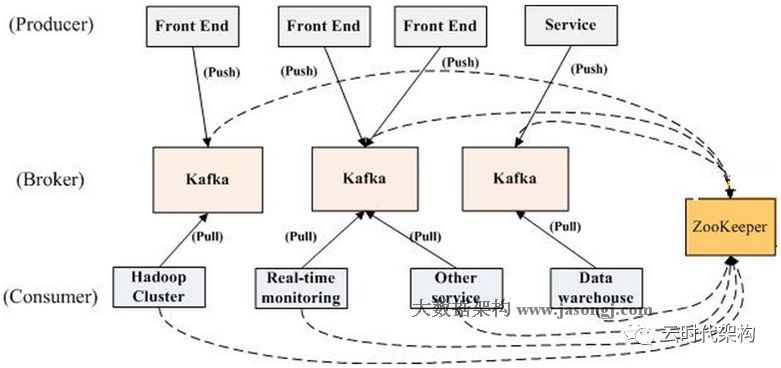 (Producer)
Front End
Front End
Front End
Service
(Push)
(Push)
(Push)
(Push)
(Broker)
Kafka
Kafka
Kafka
ZooKeeper
(Pull)
(Pull)
(Pull)
(Pull)
(Consumer)
Hadoop
Cluster
Real-time
monitoring
Other
service
Data
warehouse
大数据架构 www.jasongj.com
云时代架构